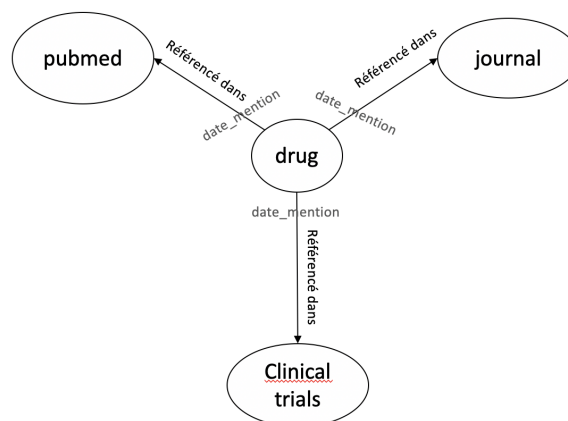 pubmed
Référencé dans
date_mention
journal
Référencé dans
date_mention
drug
date_mention
Référencé dans
Clinical
trials